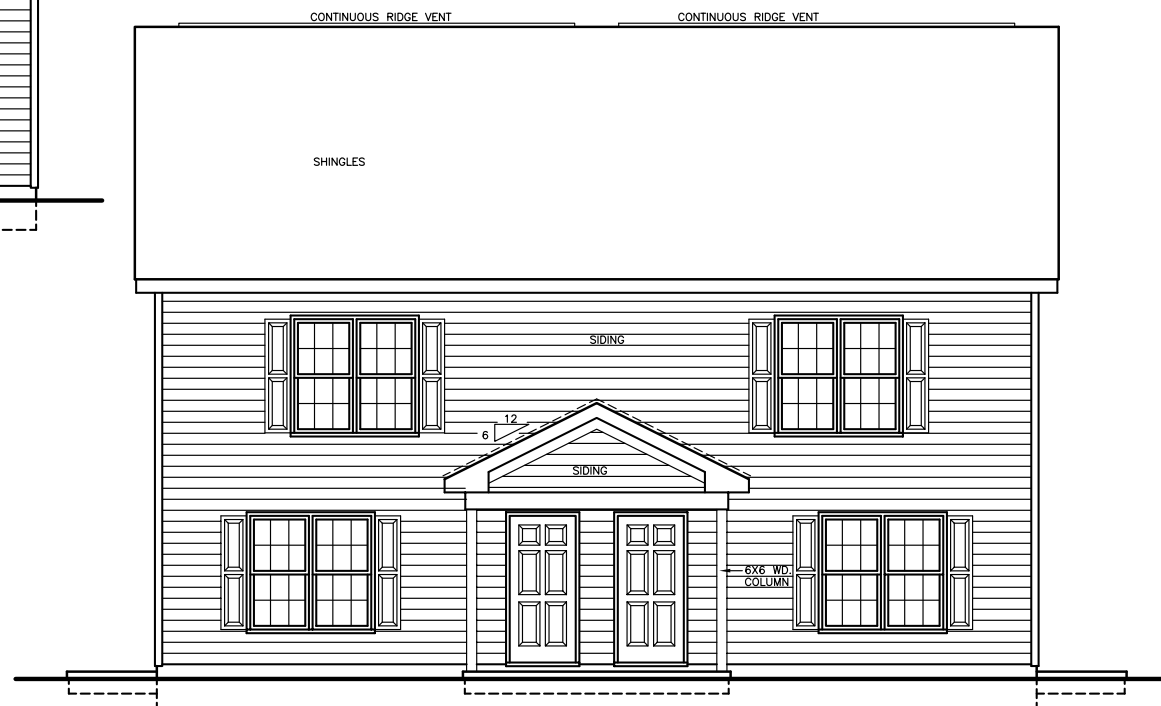 CONTINUOUS RIDGE VENT
CONTINUOUS RIDGE VENT
SHINGLES
SIDING
12
6
SIDING
6X6 WD.
COLUMN